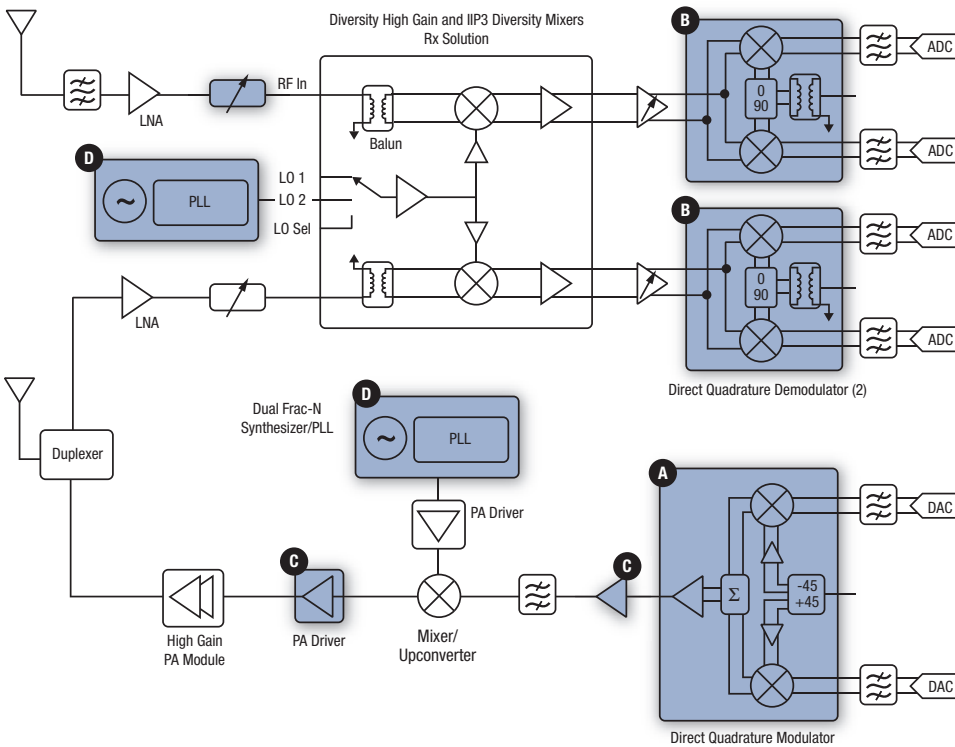 Diversity High Gain and IIP3 Diversity Mixers
Rx Solution
B
ADC
RF In
LNA
0
90
Balun
D
PLL
~
LO 1
LO 2
LO Sel
ADC
B
ADC
0
90
LNA
ADC
Direct Quadrature Demodulator (2)
Dual Frac-N
Synthesizer/PLL
D
~
PLL
Duplexer
A
PA Driver
DAC
C
C
Σ
-45
+45
High Gain
PA Module
PA Driver
Mixer/
Upconverter
DAC
Direct Quadrature Modulator